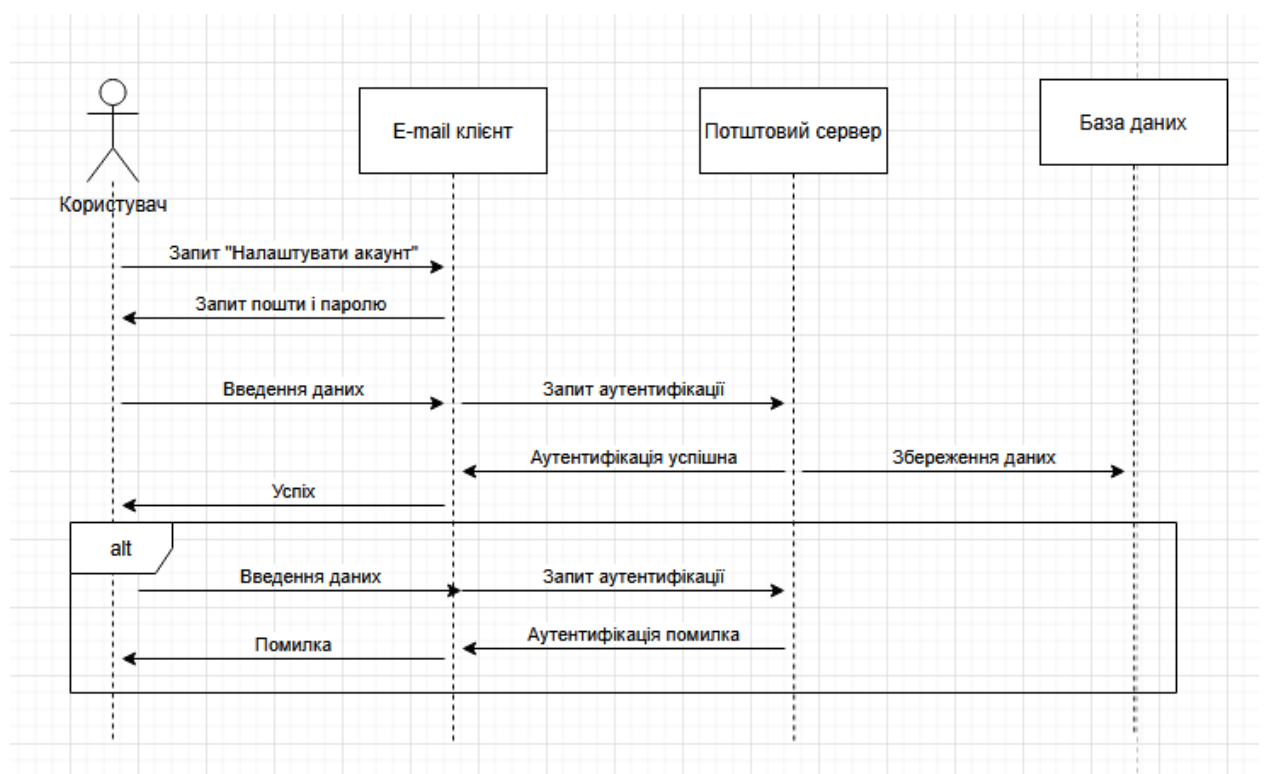 E-mail клієнт
Потштовий сервер
База даних
Користувач
Запит "Налаштувати акаунт"
Запит пошти і паролю
Введення даних
Запит аутентифікації
Аутентифікація успішна
Збереження даних
Успіх
alt
Введення даних
Запит аутентифікації
Аутентифікація помилка
Помилка